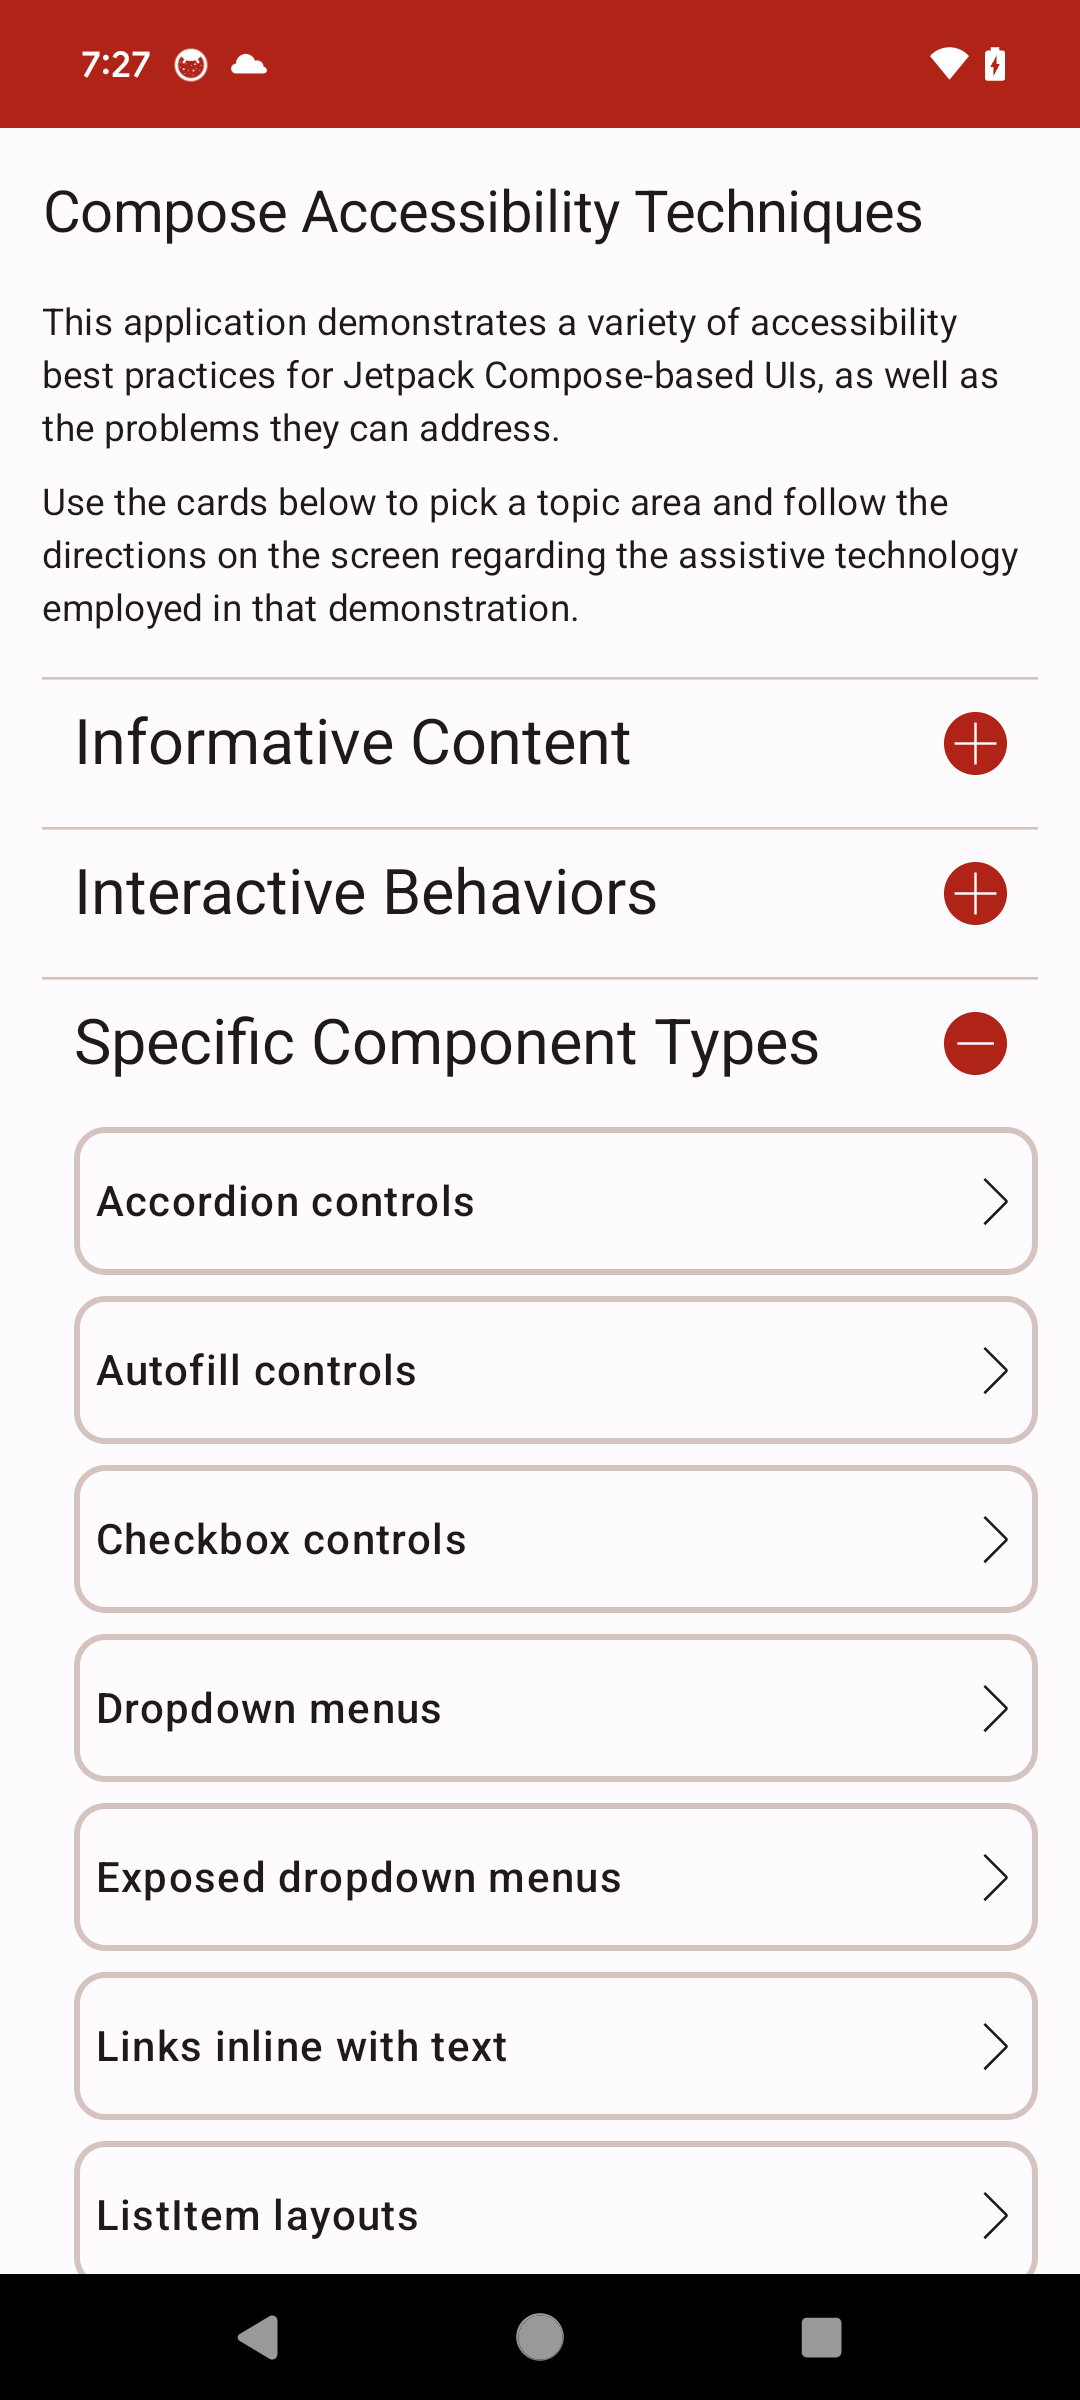 7:27
Compose Accessibility Techniques
This application demonstrates a variety of accessibility
best practices for Jetpack Compose-based UIs, as well as
the problems they can address.
Use the cards below to pick a topic area and follow the
directions on the screen regarding the assistive technology
employed in that demonstration.
Informative Content
Interactive Behaviors
Specific Component Types
Accordion controls
Autofill controls
Checkbox controls
Dropdown menus
Exposed dropdown menus
Links inline with text
ListItem layouts